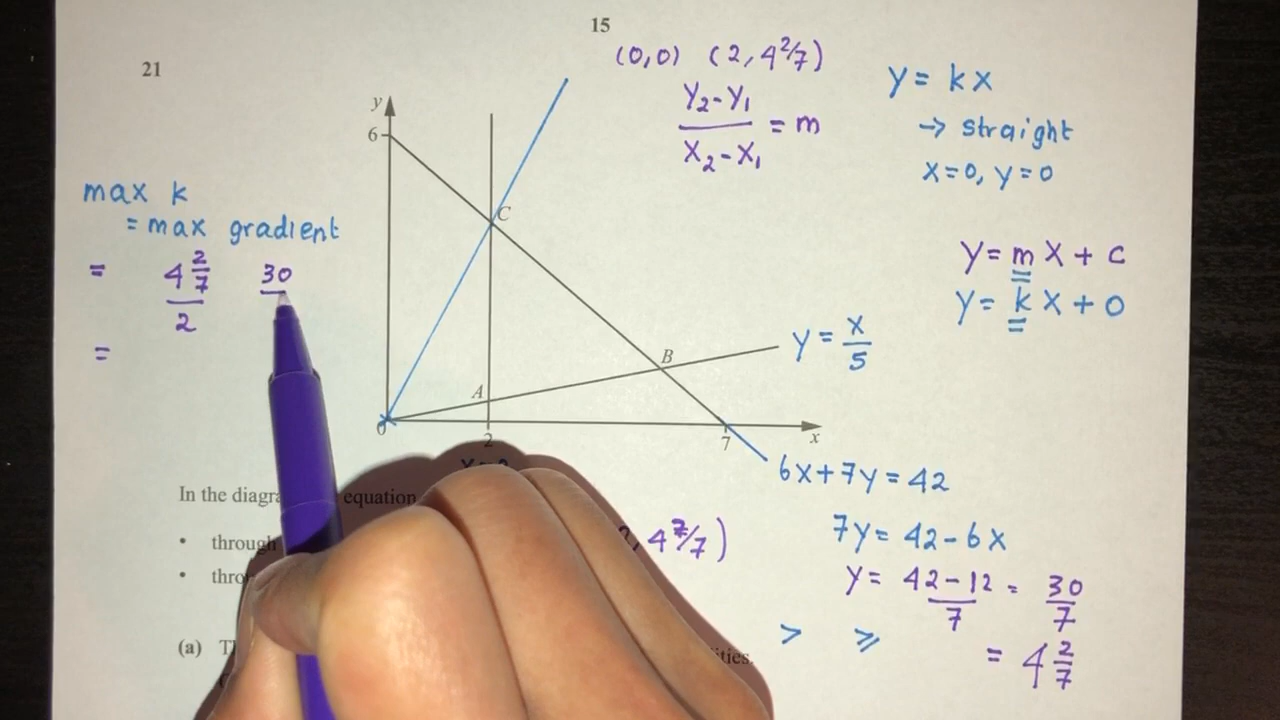 15
21
(0,0) (2, 4 2/7)
Y₂-Y₁
X₂-X₁
= m
y = kx
→ straight
x=0, y=0
y
6
max k
= max gradient
= 4 2/7
2
30
=
C
y = mx + c
y = kx + 0
B
y = x/5
A
0
2
7
x
6x+7y=42
In the diagra
equation
through
, 4 7/7)
7y = 42-6x
y = 42-12/7 = 30/7
= 4 2/7
> ≥
(a) T
ities.